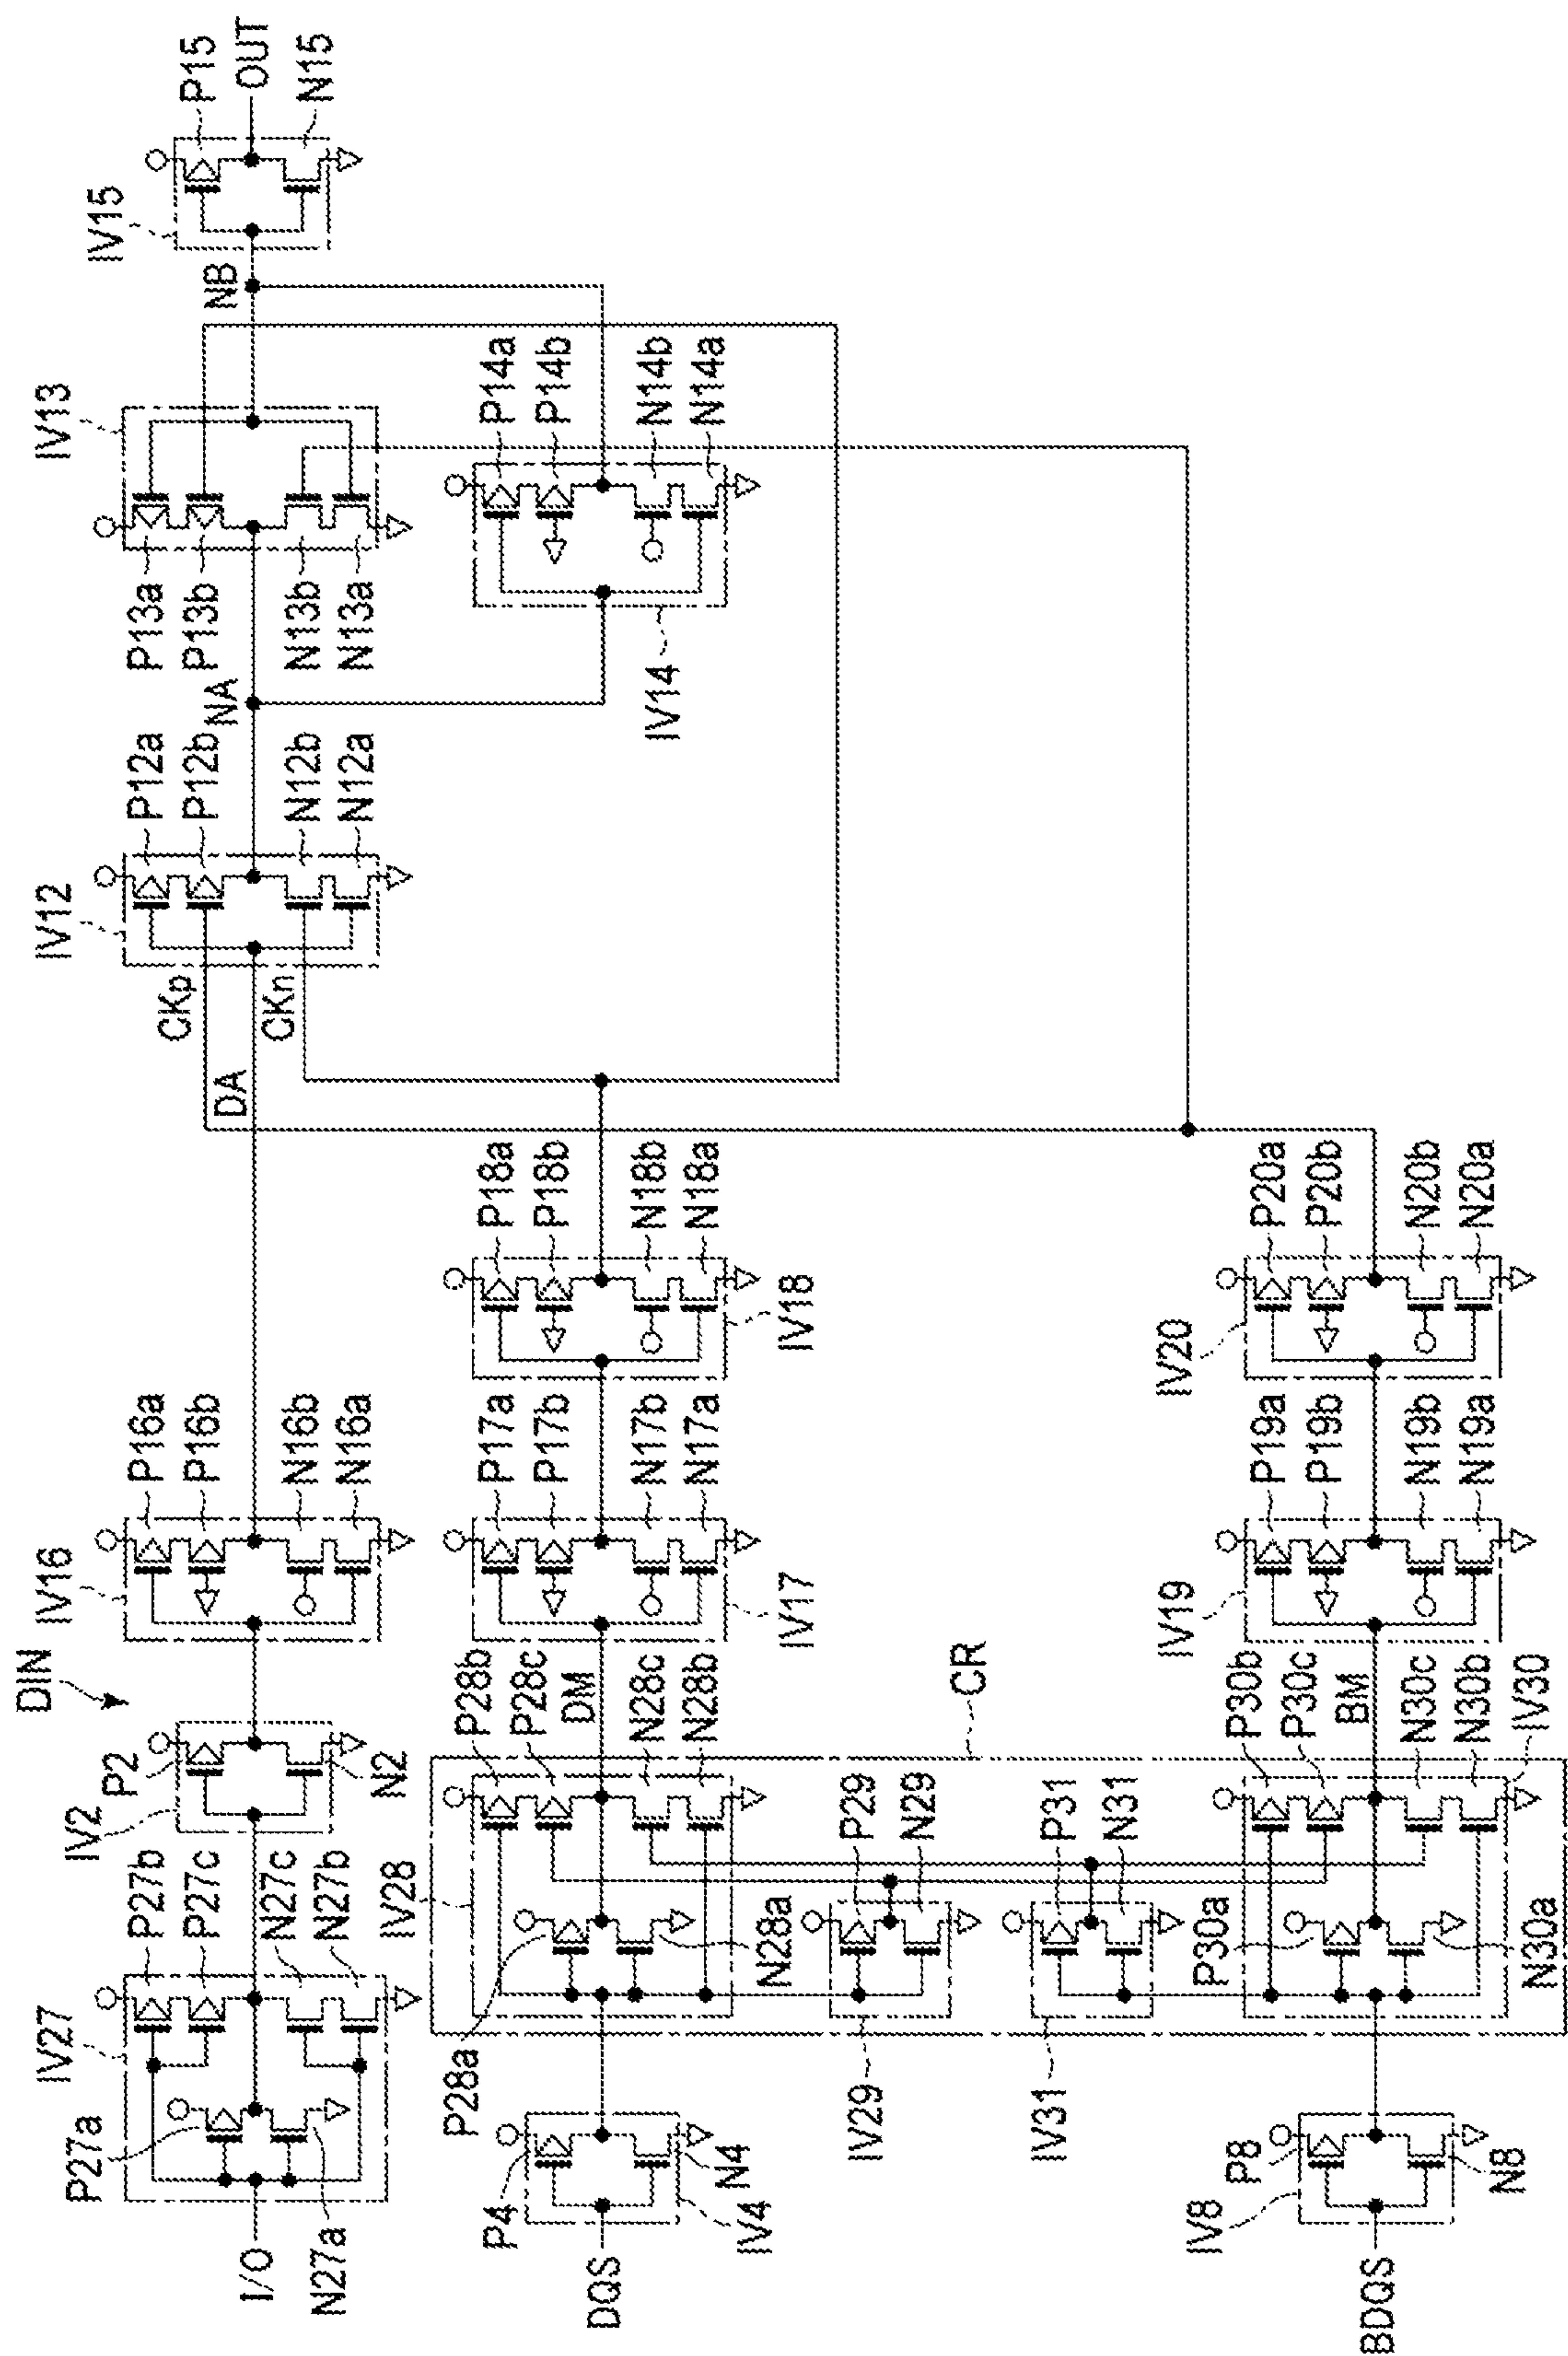 DIN
IV27
P27a
P27b
P27c
N27c
N27b
N27a
I/O
IV2
P2
N2
IV16
P16a
P16b
N16b
N16a
DA
CKp
CKn
IV12
P12a
P12b
N12b
N12a
NA
IV13
P13a
P13b
N13b
N13a
NB
IV15
P15
OUT
N15
IV14
P14a
P14b
N14b
N14a
DQS
P4
N4
IV4
IV28
P28a
P28b
P28c
DM
N28c
N28b
N28a
IV17
P17a
P17b
N17b
N17a
IV18
P18a
P18b
N18b
N18a
CR
IV29
P29
N29
IV31
P31
N31
BDQS
IV8
P8
N8
P30a
P30b
P30c
BM
N30c
N30b
N30a
IV30
IV19
P19a
P19b
N19b
N19a
IV20
P20a
P20b
N20b
N20a